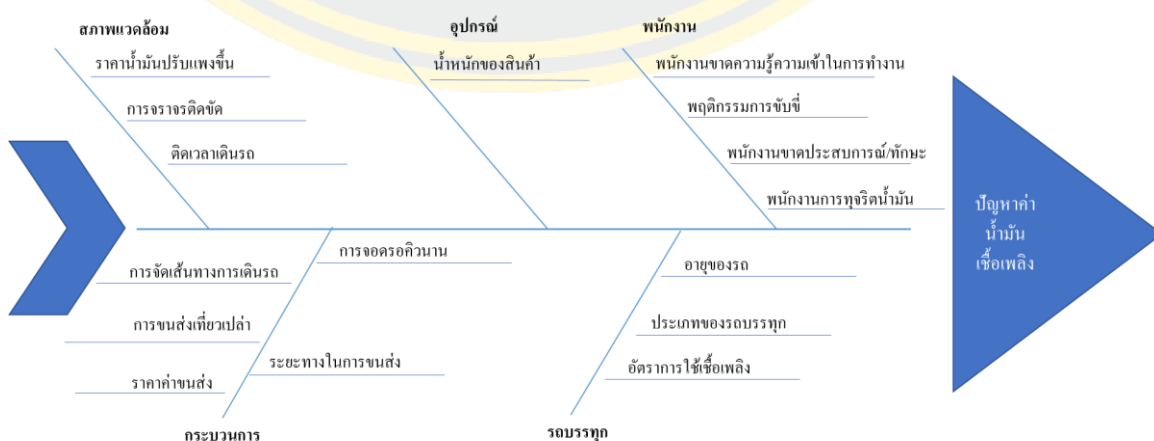 สภาพแวดล้อม
ราคาน้ำมันปรับแพงขึ้น
การจราจรติดขัด
ติดเวลาเดินรถ
อุปกรณ์
น้ำหนักของสินค้า
พนักงาน
พนักงานขาดความรู้ความเข้าในการทำงาน
พฤติกรรมการขับขี่
พนักงานขาดประสบการณ์/ทักษะ
พนักงานการทุจริตน้ำมัน
ปัญหาค่า
น้ำมัน
เชื้อเพลิง
การจัดเส้นทางการเดินรถ
การขนส่งเที่ยวเปล่า
ราคาค่าขนส่ง
การจอดรอคิวนาน
ระยะทางในการขนส่ง
กระบวนการ
อายุของรถ
ประเภทของรถบรรทุก
อัตราการใช้เชื้อเพลิง
รถบรรทุก